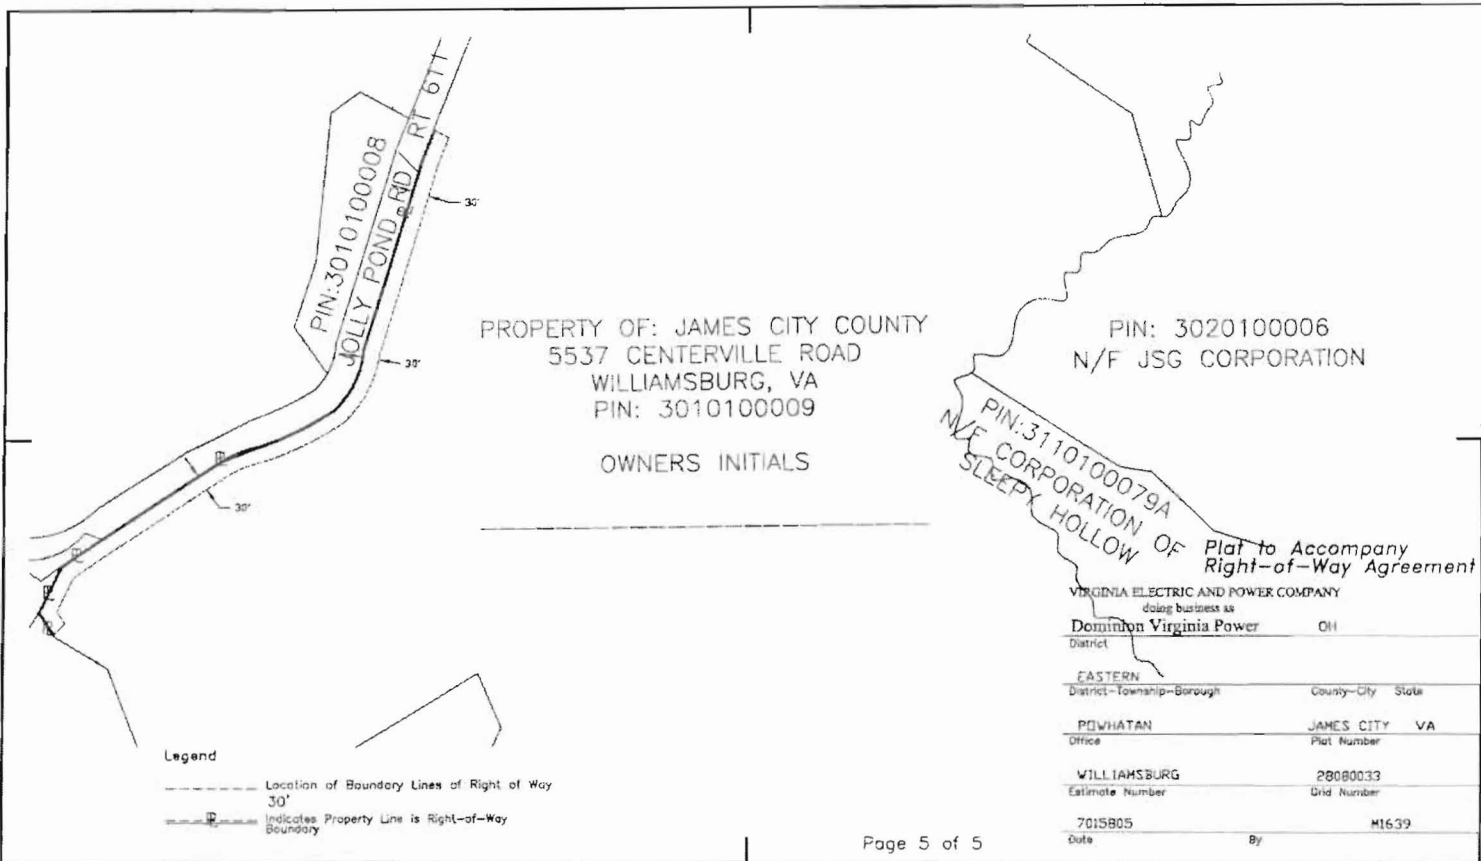 PIN:3010100008
JOLLY POND RD/ RT 611
30'
30'
30'
PROPERTY OF: JAMES CITY COUNTY
5537 CENTERVILLE ROAD
WILLIAMSBURG, VA
PIN: 3010100009
OWNERS INITIALS
PIN: 3020100006
N/F JSG CORPORATION
PIN:3110100079A
N/F CORPORATION OF
SLEEPY HOLLOW
Plat to Accompany
Right-of-Way Agreement
VIRGINIA ELECTRIC AND POWER COMPANY
doing business as
Dominion Virginia Power OH
District
EASTERN
District-Township-Borough County-City State
POWHATAN JAMES CITY VA
Office Plat Number
WILLIAMSBURG 28080033
Estimate Number Grid Number
7015805 M1639
Date By
Legend
Location of Boundary Lines of Right of Way
30'
Indicates Property Line is Right-of-Way
Boundary
Page 5 of 5